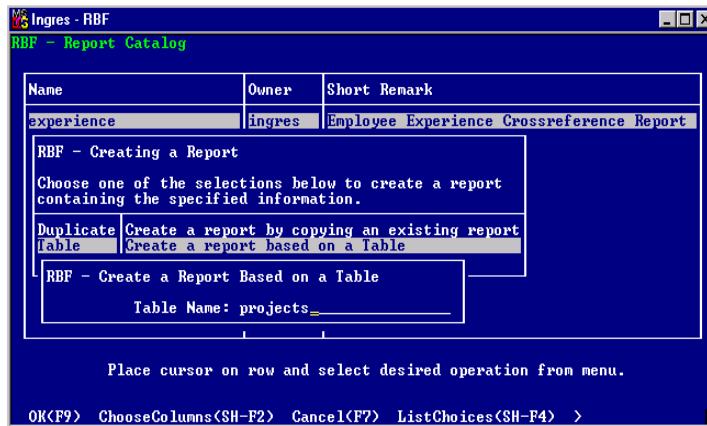 Ingres - RBF
RBF - Report Catalog
Name Owner Short Remark
experience ingres Employee Experience Crossreference Report
RBF - Creating a Report
Choose one of the selections below to create a report
containing the specified information.
Duplicate Create a report by copying an existing report
Table Create a report based on a Table
RBF - Create a Report Based on a Table
Table Name: projects_
Place cursor on row and select desired operation from menu.
OK(F9) ChooseColumns(SH-F2) Cancel(F7) ListChoices(SH-F4) >